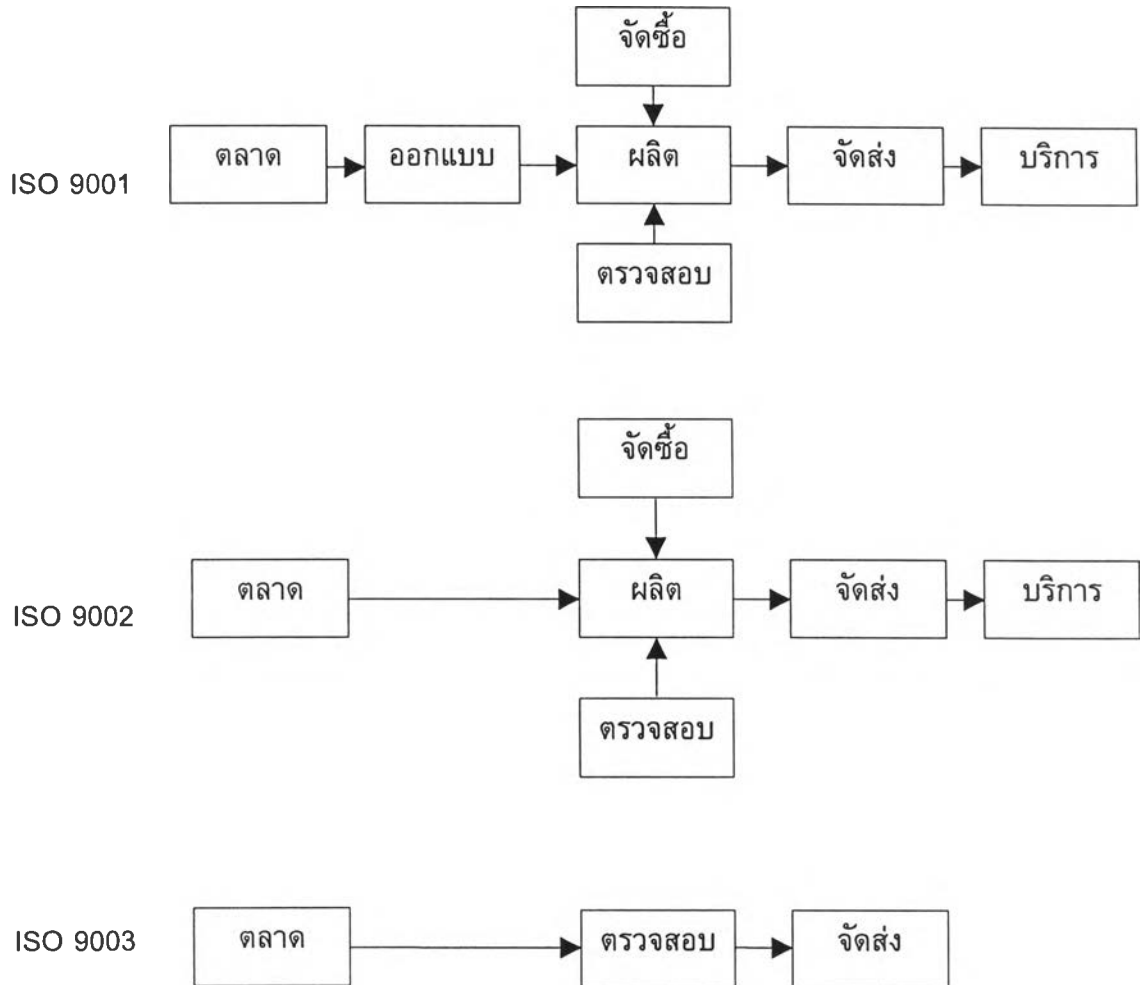 จัดซื้อ
ISO 9001
ตลาด
ออกแบบ
ผลิต
จัดส่ง
บริการ
ตรวจสอบ
จัดซื้อ
ISO 9002
ตลาด
ผลิต
จัดส่ง
บริการ
ตรวจสอบ
ISO 9003
ตลาด
ตรวจสอบ
จัดส่ง